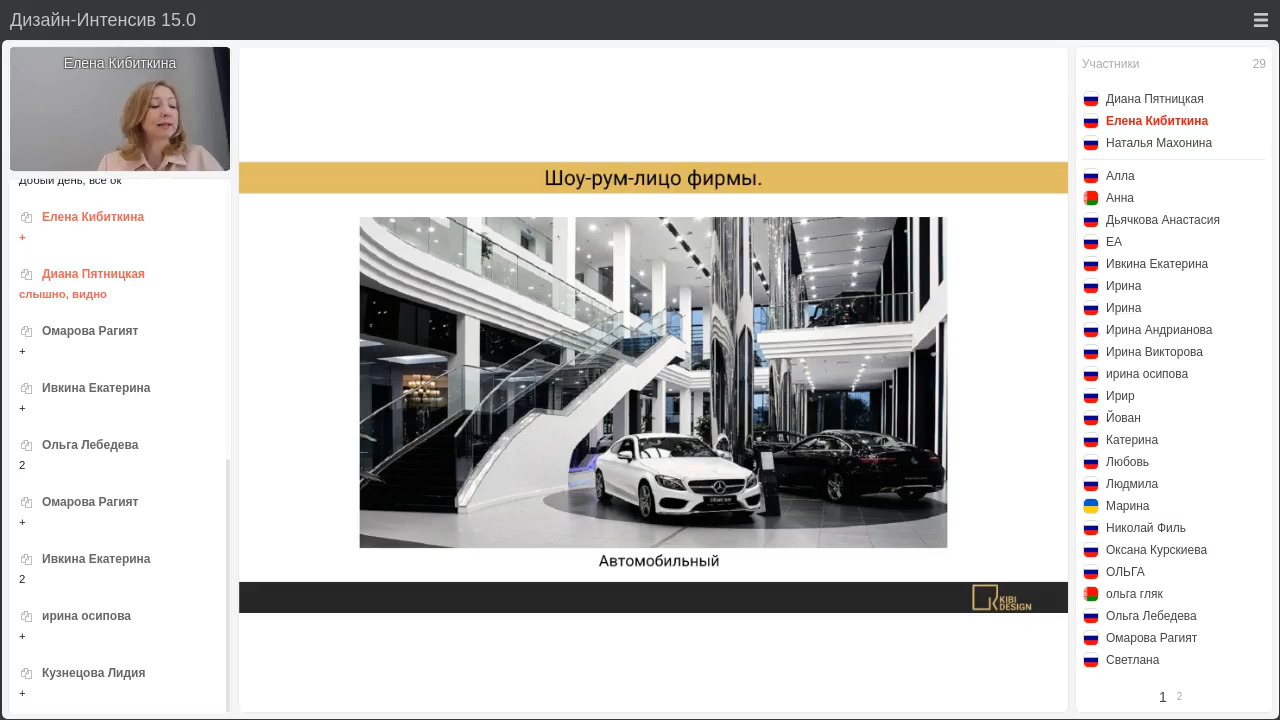 Дизайн-Интенсив 15.0
Елена Кибиткина
Добый день, все ок
Елена Кибиткина
+
Диана Пятницкая
слышно, видно
Омарова Рагият
+
Ивкина Екатерина
+
Ольга Лебедева
2
Омарова Рагият
+
Ивкина Екатерина
2
ирина осипова
+
Кузнецова Лидия
+
Шоу-рум-лицо фирмы.
Автомобильный
KIBI
DESIGN
Участники 29
Диана Пятницкая
Елена Кибиткина
Наталья Махонина
Алла
Анна
Дьячкова Анастасия
ЕА
Ивкина Екатерина
Ирина
Ирина
Ирина Андрианова
Ирина Викторова
ирина осипова
Ирир
Йован
Катерина
Любовь
Людмила
Марина
Николай Филь
Оксана Курскиева
ОЛЬГА
ольга гляк
Ольга Лебедева
Омарова Рагият
Светлана
1 2